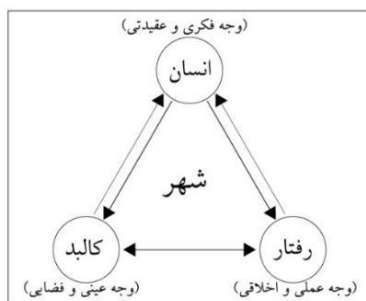 (وجه فکری و عقیدتی)
انسان
شهر
رفتار
کالبد
(وجه عملی و اخلاقی)
(وجه عینی و فضایی)